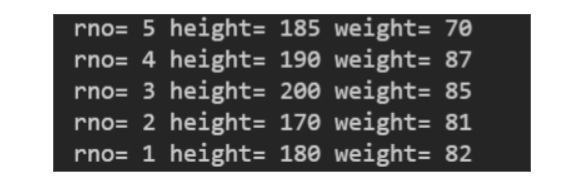 rno= 5 height= 185 weight= 70
rno= 4 height= 190 weight= 87
rno= 3 height= 200 weight= 85
rno= 2 height= 170 weight= 81
rno= 1 height= 180 weight= 82